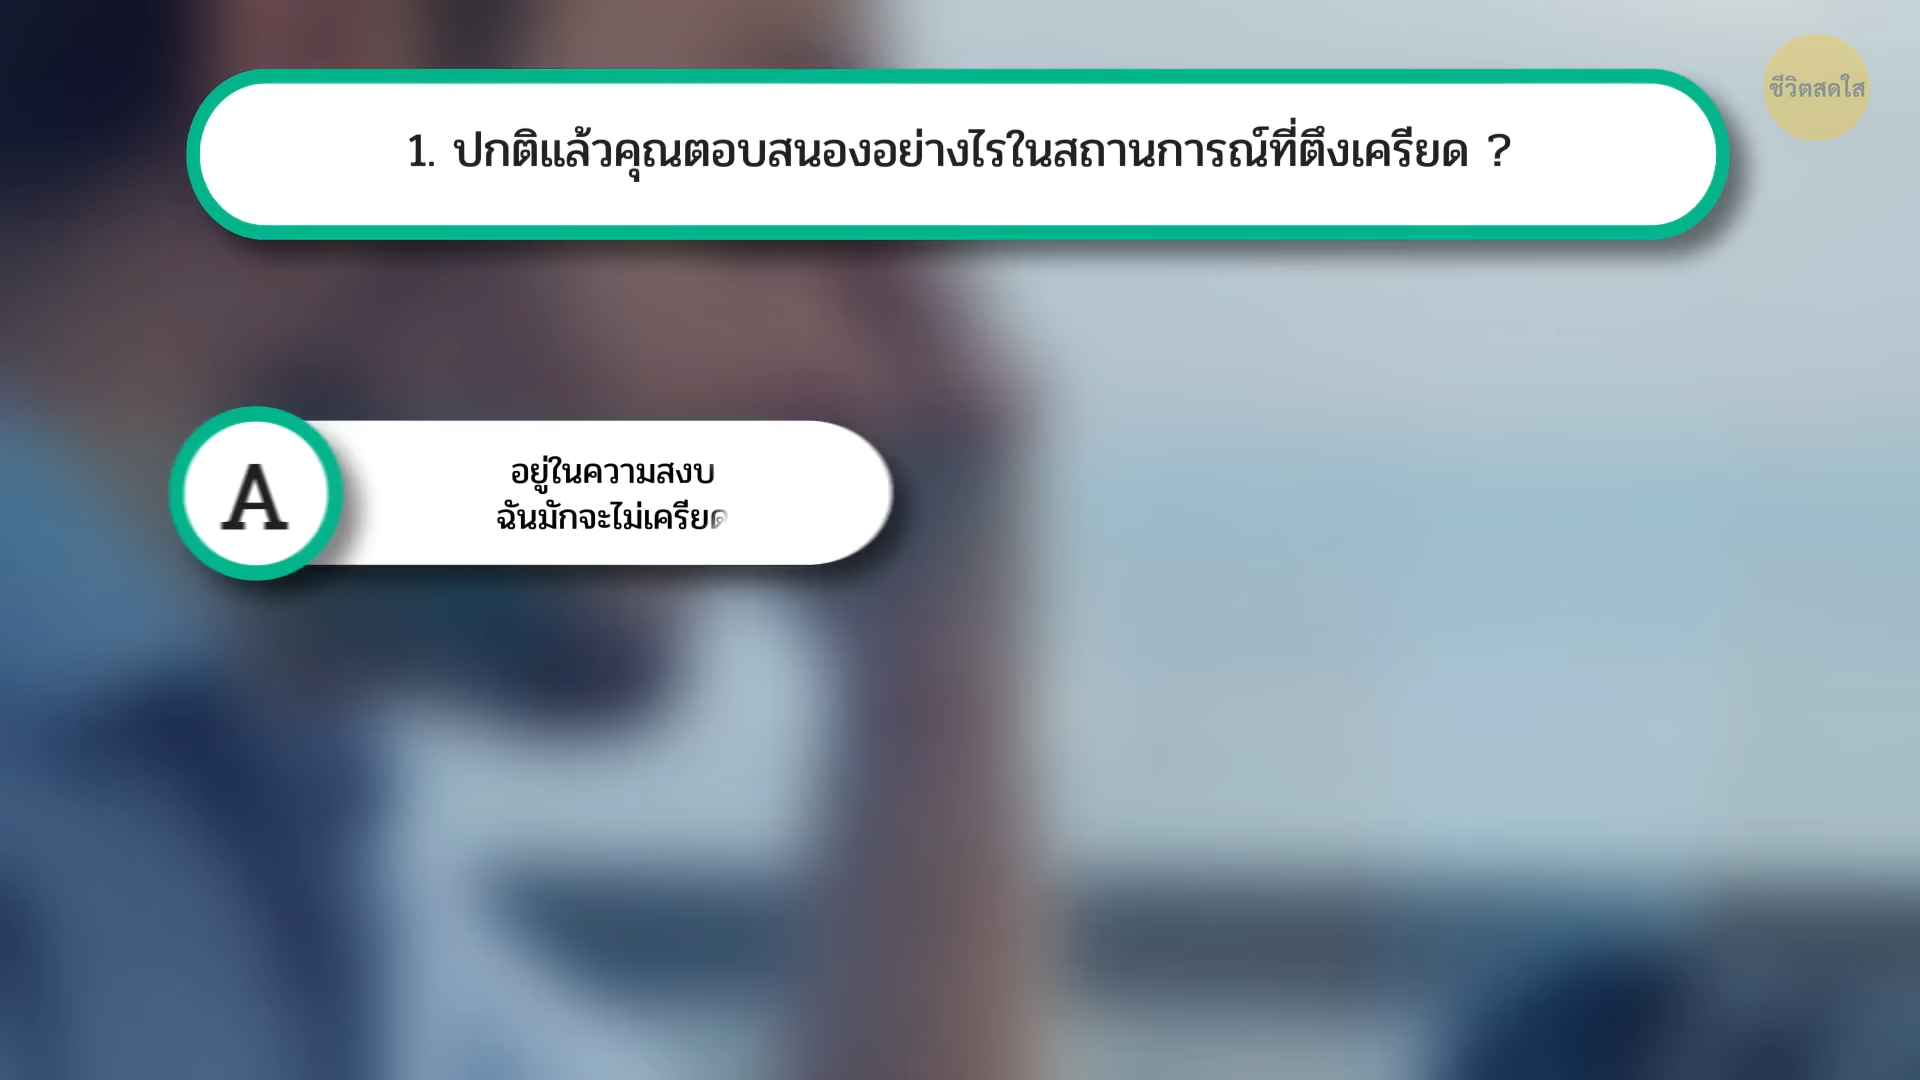 ชีวิตสดใส
1. ปกติแล้วคุณตอบสนองอย่างไรในสถานการณ์ที่ตึงเครียด ?
A
อยู่ในความสงบ
ฉันมักจะไม่เครียด